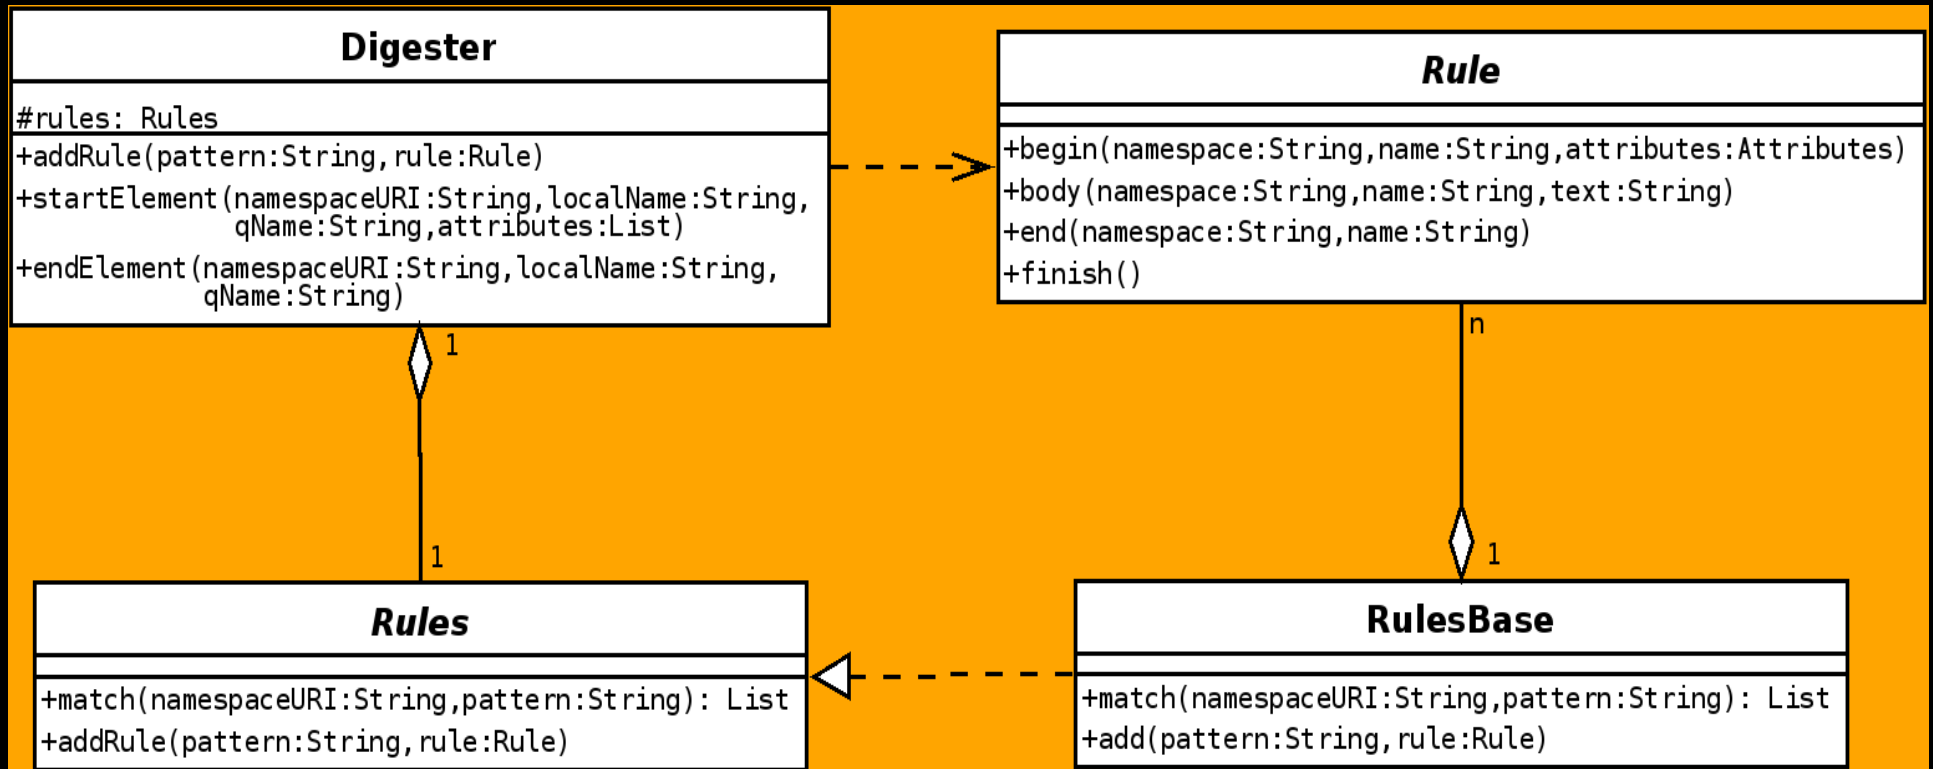 Digester
#rules: Rules
+addRule(pattern:String,rule:Rule)
+startElement(namespaceURI:String,localName:String,
qName:String,attributes:List)
+endElement(namespaceURI:String,localName:String,
qName:String)
Rule
+begin(namespace:String,name:String,attributes:Attributes)
+body(namespace:String,name:String,text:String)
+end(namespace:String,name:String)
+finish()
1
1
n
1
Rules
+match(namespaceURI:String,pattern:String): List
+addRule(pattern:String,rule:Rule)
RulesBase
+match(namespaceURI:String,pattern:String): List
+add(pattern:String,rule:Rule)